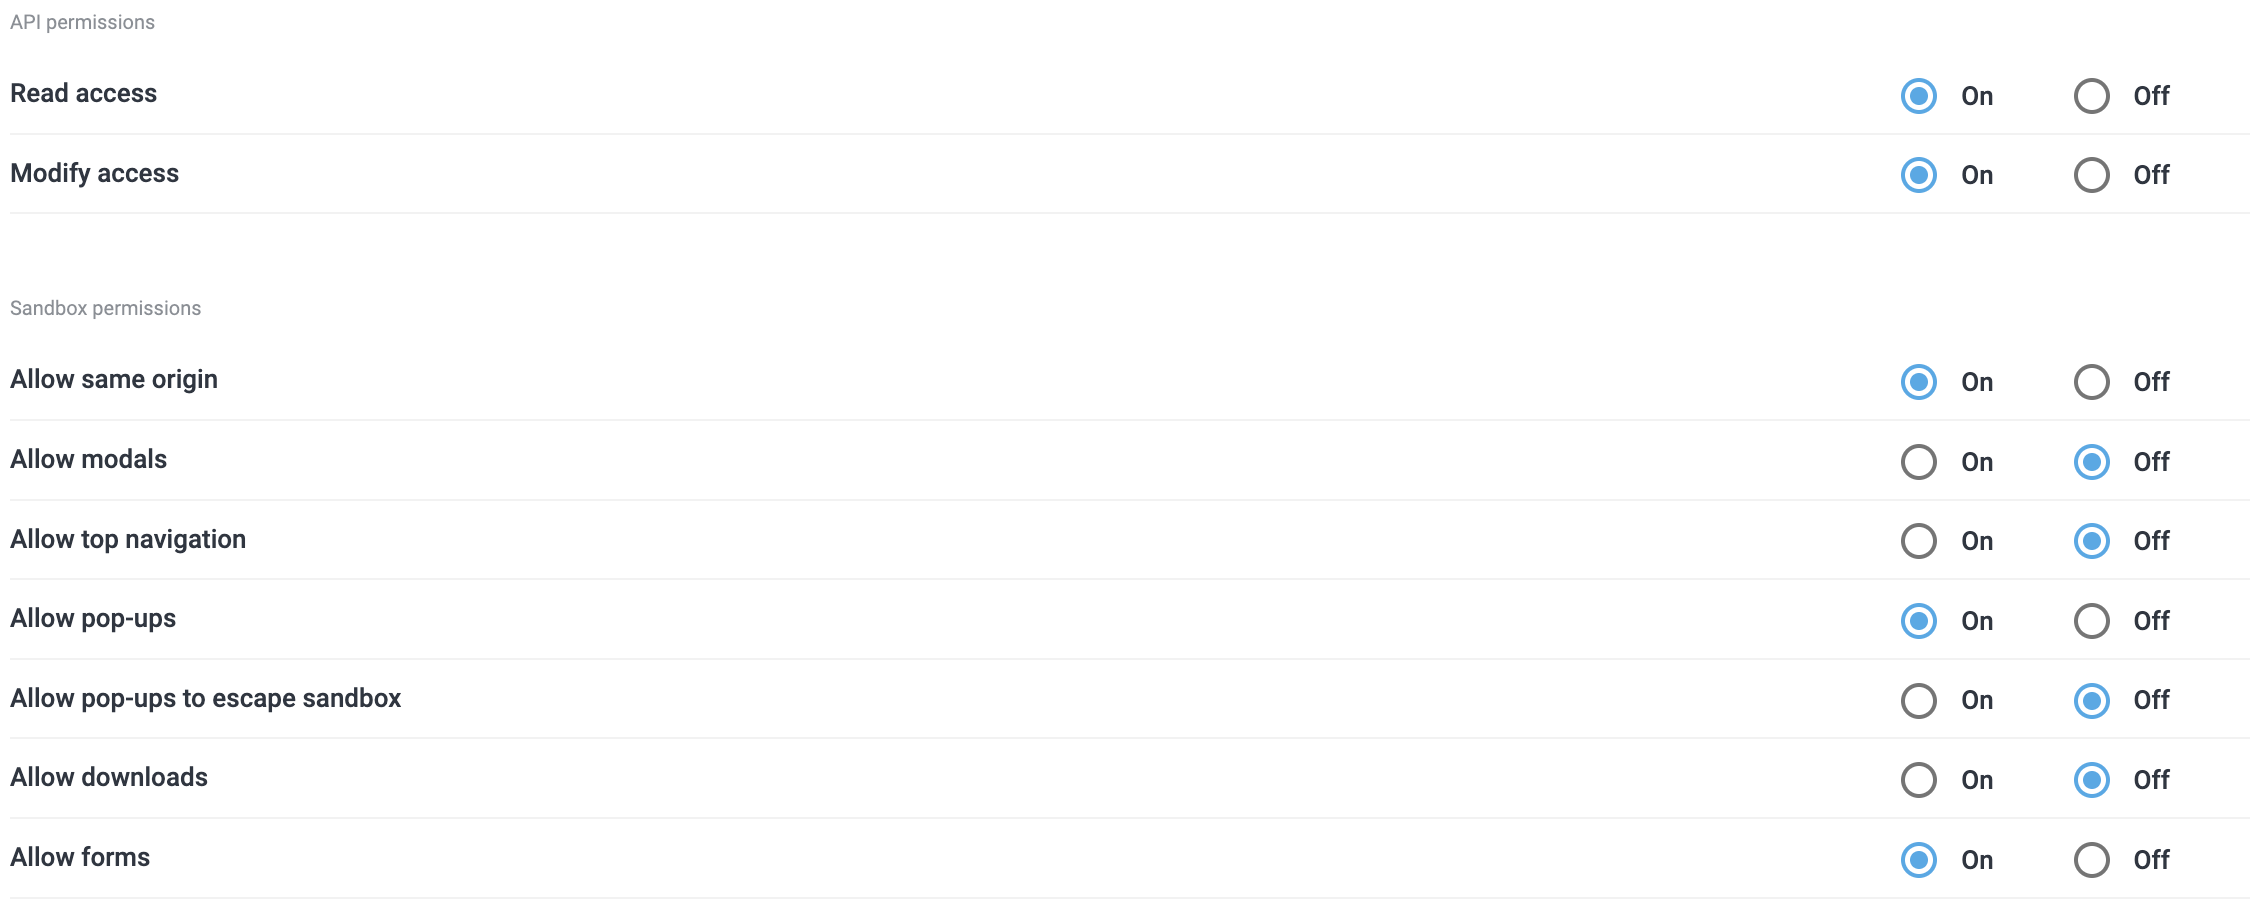 API permissions
Read access On Off
Modify access On Off
Sandbox permissions
Allow same origin On Off
Allow modals On Off
Allow top navigation On Off
Allow pop-ups On Off
Allow pop-ups to escape sandbox On Off
Allow downloads On Off
Allow forms On Off